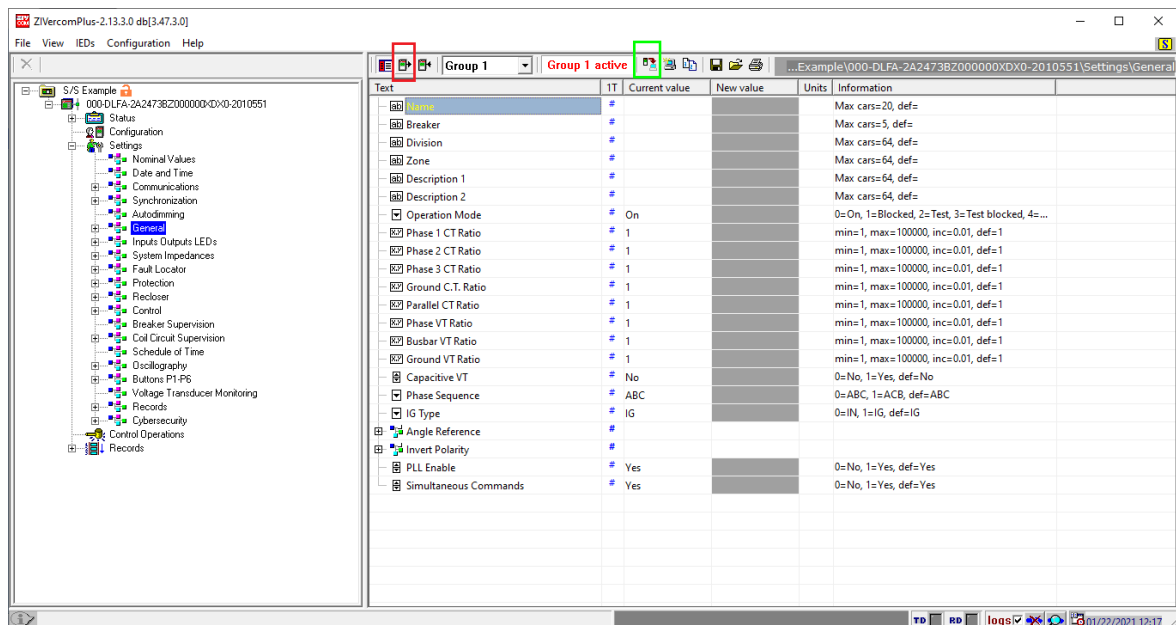 ZIV COM ZIVercomPlus-2.13.3.0 db[3.47.3.0]
File View IEDs Configuration Help
S
Group 1 Group 1 active ...Example\000-DLFA-2A2473BZ000000XDX0-2010551\Settings\General
S/S Example
000-DLFA-2A2473BZ000000XDX0-2010551
Status
Configuration
Settings
Nominal Values
Date and Time
Communications
Synchronization
Autodimming
General
Inputs Outputs LEDs
System Impedances
Fault Locator
Protection
Recloser
Control
Breaker Supervision
Coil Circuit Supervision
Schedule of Time
Oscillography
Buttons P1-P6
Voltage Transducer Monitoring
Records
Cybersecurity
Control Operations
Records
Text 1T Current value New value Units Information
ab Name # Max cars=20, def=
ab Breaker # Max cars=5, def=
ab Division # Max cars=64, def=
ab Zone # Max cars=64, def=
ab Description 1 # Max cars=64, def=
ab Description 2 # Max cars=64, def=
Operation Mode # On 0=On, 1=Blocked, 2=Test, 3=Test blocked, 4=...
X.Y Phase 1 CT Ratio # 1 min=1, max=100000, inc=0.01, def=1
X.Y Phase 2 CT Ratio # 1 min=1, max=100000, inc=0.01, def=1
X.Y Phase 3 CT Ratio # 1 min=1, max=100000, inc=0.01, def=1
X.Y Ground C.T. Ratio # 1 min=1, max=100000, inc=0.01, def=1
X.Y Parallel CT Ratio # 1 min=1, max=100000, inc=0.01, def=1
X.Y Phase VT Ratio # 1 min=1, max=100000, inc=0.01, def=1
X.Y Busbar VT Ratio # 1 min=1, max=100000, inc=0.01, def=1
X.Y Ground VT Ratio # 1 min=1, max=100000, inc=0.01, def=1
Capacitive VT # No 0=No, 1=Yes, def=No
Phase Sequence # ABC 0=ABC, 1=ACB, def=ABC
IG Type # IG 0=IN, 1=IG, def=IG
Angle Reference #
Invert Polarity #
PLL Enable # Yes 0=No, 1=Yes, def=Yes
Simultaneous Commands # Yes 0=No, 1=Yes, def=Yes
TD RD logs 01/22/2021 12:17